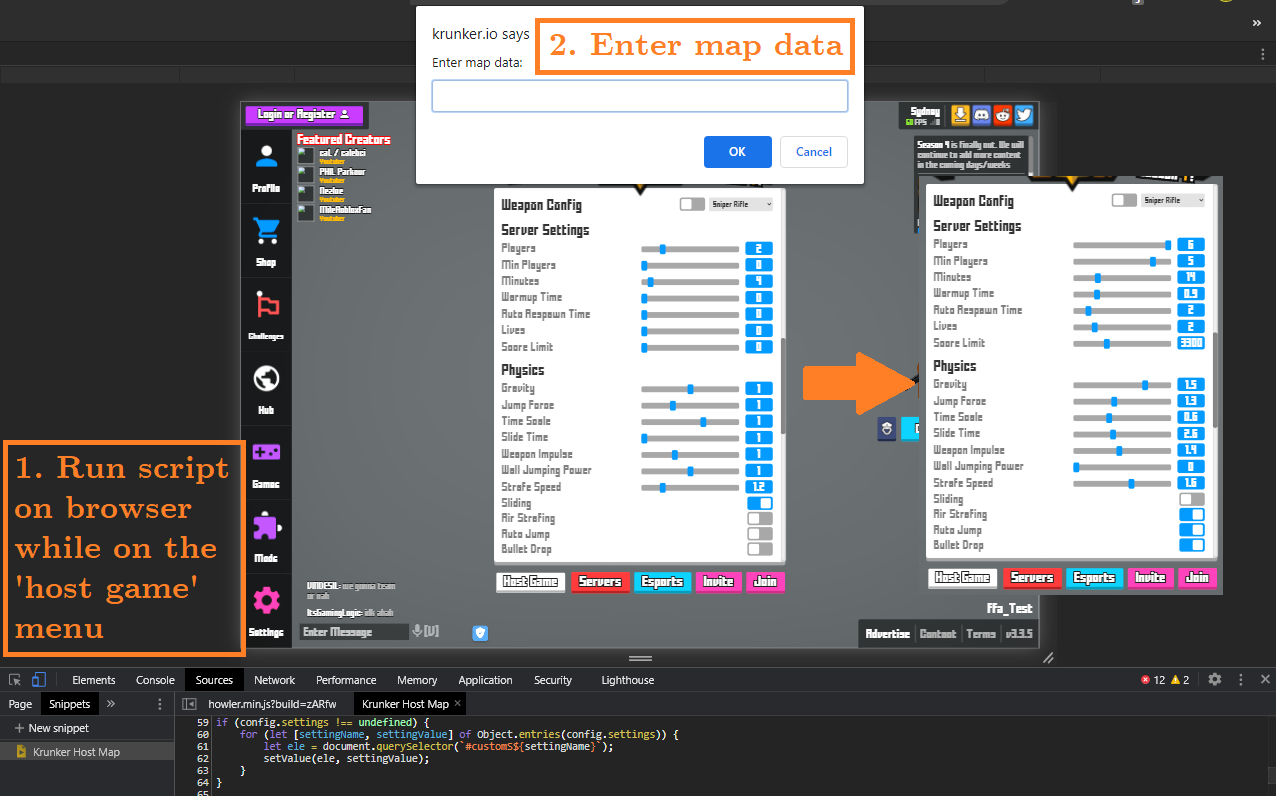 krunker.io says
2. Enter map data
Enter map data:
OK
Cancel
Login or Register
Featured Creators
caL / calebci
Youtuber
PHIL Parkour
Youtuber
Youtuber
Youtuber
Profile
Shop
Challenges
Hub
Games
Mods
Settings
Sydney
60 FPS
Season 4 is finally out. We will
continue to add more content
in the coming days/weeks
Weapon Config
Sniper Rifle
Server Settings
Players 2
Min Players 0
Minutes 4
Warmup Time 0
Auto Respawn Time 0
Lives 0
Score Limit 0
Physics
Gravity 1
Jump Force 1
Time Scale 1
Slide Time 1
Weapon Impulse 1
Wall Jumping Power 1
Strafe Speed 1.2
Sliding
Air Strafing
Auto Jump
Bullet Drop
Host Game
Servers
Esports
Invite
Join
Weapon Config
Sniper Rifle
Server Settings
Players 6
Min Players 5
Minutes 14
Warmup Time 0.9
Auto Respawn Time 2
Lives 2
Score Limit 3300
Physics
Gravity 1.5
Jump Force 1.3
Time Scale 0.6
Slide Time 2.6
Weapon Impulse 1.4
Wall Jumping Power 0
Strafe Speed 1.6
Sliding
Air Strafing
Auto Jump
Bullet Drop
Host Game
Servers
Esports
Invite
Join
1. Run script
on browser
while on the
'host game'
menu
we gunna team
or nah
ItsGamingLogic: idk ahah
Enter Message
[U]
ffa_Test
Advertise
Contact
Terms
v3.3.5
Elements
Console
Sources
Network
Performance
Memory
Application
Security
Lighthouse
12
2
Page
Snippets
howler.min.js?build=zARfw
Krunker Host Map
New snippet
Krunker Host Map
59 if (config.settings !== undefined) {
60 for (let [settingName, settingValue] of Object.entries(config.settings)) {
61 let ele = document.querySelector(`#customS${settingName}`);
62 setValue(ele, settingValue);
63 }
64 }
65